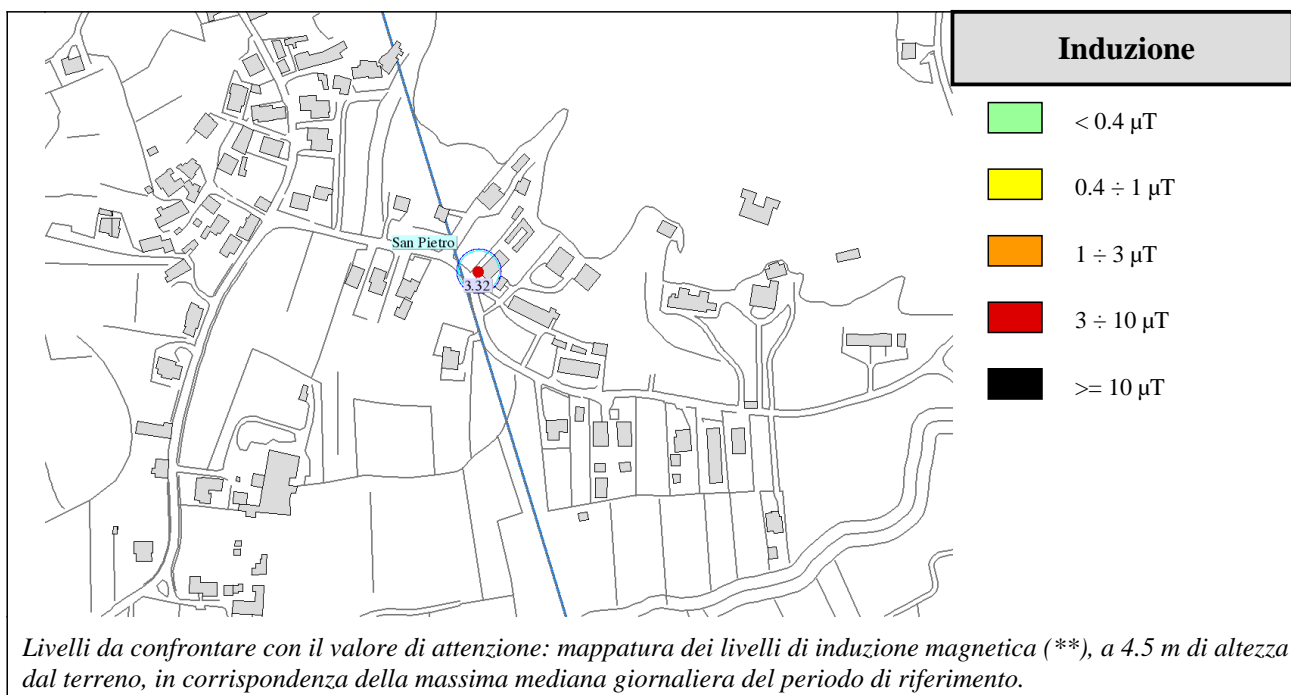 Induzione
< 0.4 µT
0.4 ÷ 1 µT
1 ÷ 3 µT
3 ÷ 10 µT
>= 10 µT
San Pietro
3.32
Livelli da confrontare con il valore di attenzione: mappatura dei livelli di induzione magnetica (**), a 4.5 m di altezza
dal terreno, in corrispondenza della massima mediana giornaliera del periodo di riferimento.